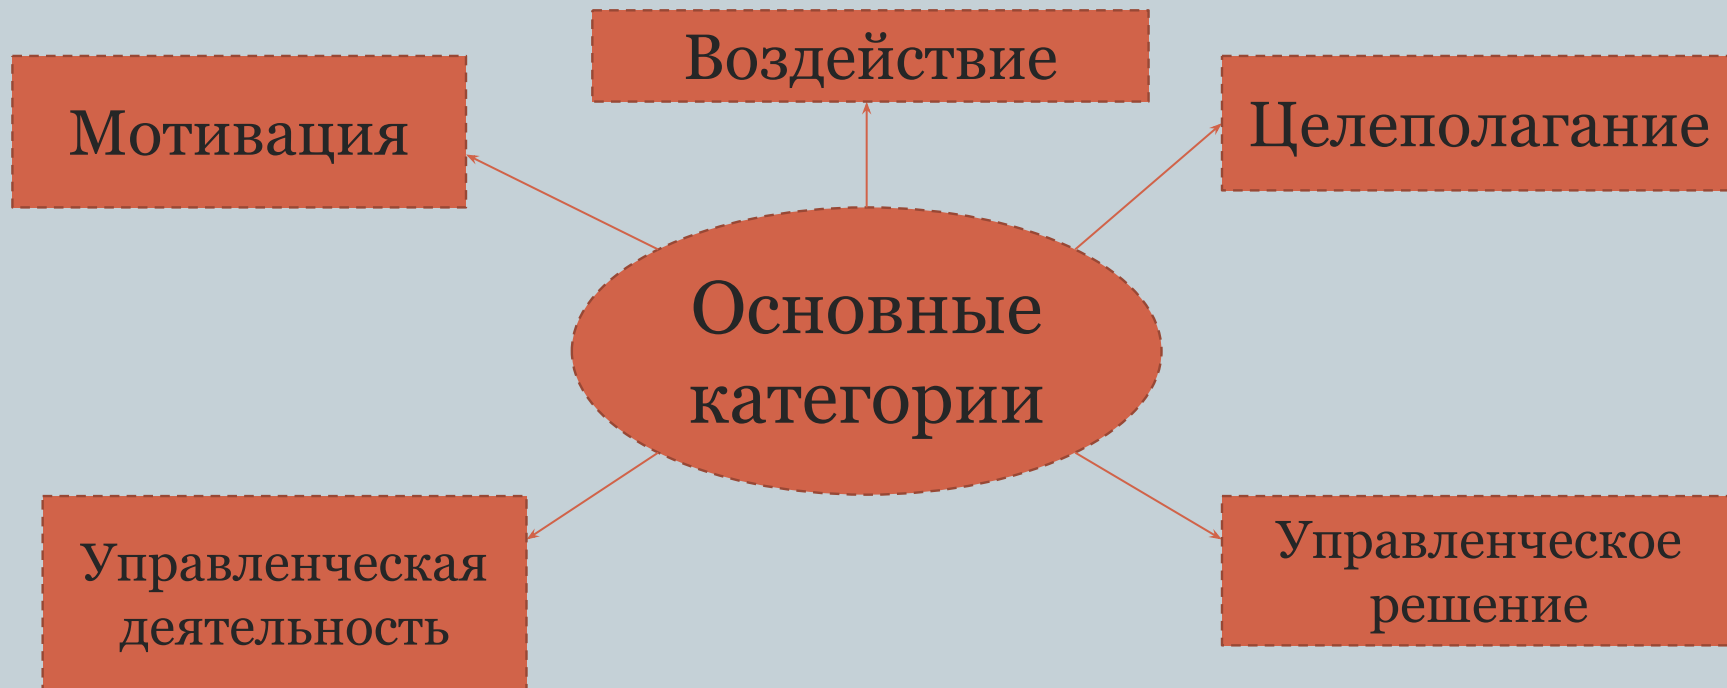 Воздействие
Мотивация
Целеполагание
Основные
категории
Управленческая
деятельность
Управленческое
решение